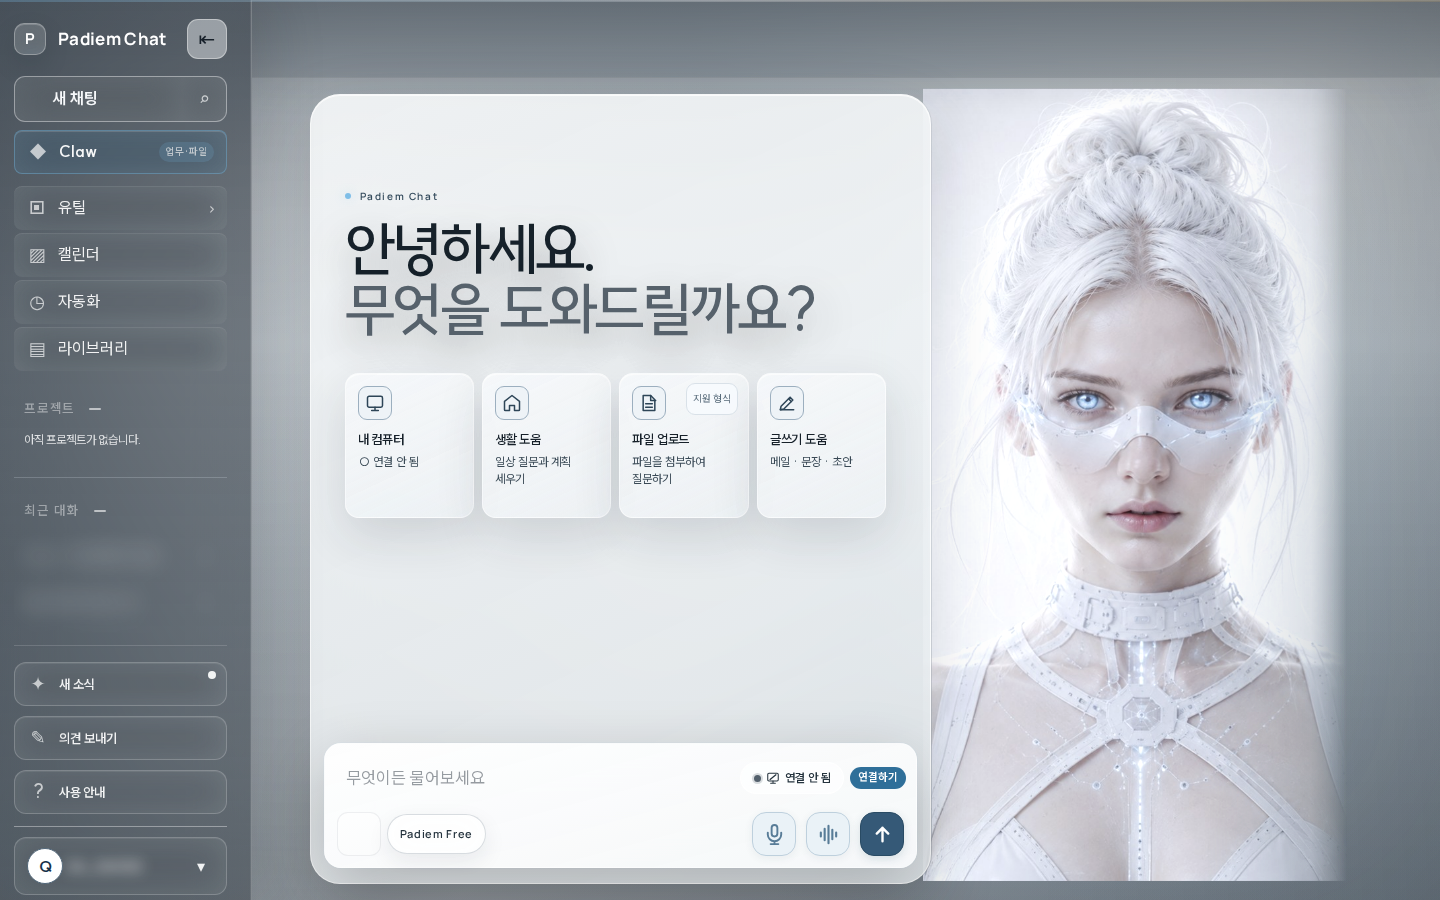 P PadiemChat
새 채팅
Claw 업무·파일
유틸
캘린더
자동화
라이브러리
프로젝트
아직 프로젝트가 없습니다.
최근 대화
새 소식
의견 보내기
? 사용 안내
Q
Padiem Chat
안녕하세요.
무엇을 도와드릴까요?
내 컴퓨터
연결 안 됨
생활 도움
일상 질문과 계획
세우기
지원 형식
파일 업로드
파일을 첨부하여
질문하기
글쓰기 도움
메일 · 문장 · 초안
무엇이든 물어보세요
연결 안 됨 연결하기
Padiem Free